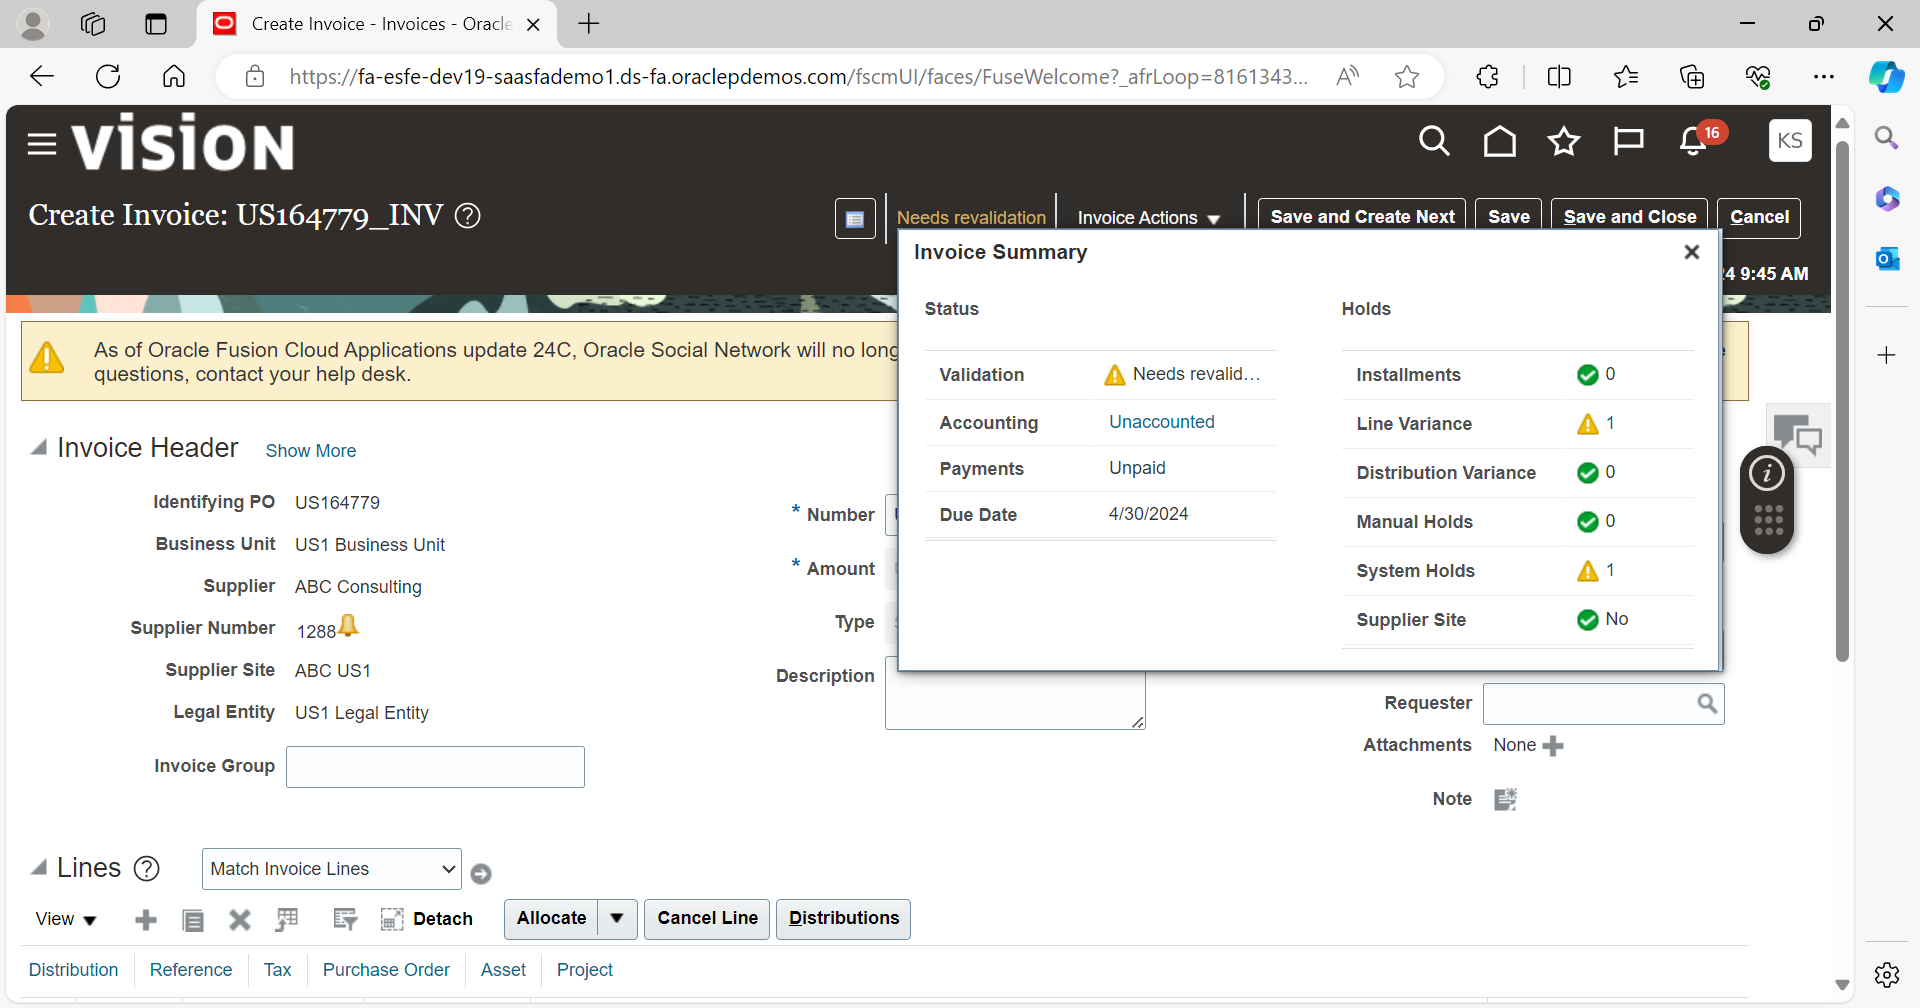 Create Invoice - Invoices - Oracle
https://fa-esfe-dev19-saasfademo1.ds-fa.oraclepdemos.com/fscmUI/faces/FuseWelcome?_afrLoop=8161343...
VISION
16
KS
Create Invoice: US164779_INV
Needs revalidation
Invoice Actions
Save and Create Next
Save
Save and Close
Cancel
4 9:45 AM
As of Oracle Fusion Cloud Applications update 24C, Oracle Social Network will no long
questions, contact your help desk.
Invoice Summary
Status
Validation Needs revalid...
Accounting Unaccounted
Payments Unpaid
Due Date 4/30/2024
Holds
Installments 0
Line Variance 1
Distribution Variance 0
Manual Holds 0
System Holds 1
Supplier Site No
Invoice Header Show More
Identifying PO US164779
Business Unit US1 Business Unit
Supplier ABC Consulting
Supplier Number 1288
Supplier Site ABC US1
Legal Entity US1 Legal Entity
Invoice Group
* Number
* Amount
Type
Description
Requester
Attachments None
Note
Lines Match Invoice Lines
View Detach Allocate Cancel Line Distributions
Distribution Reference Tax Purchase Order Asset Project